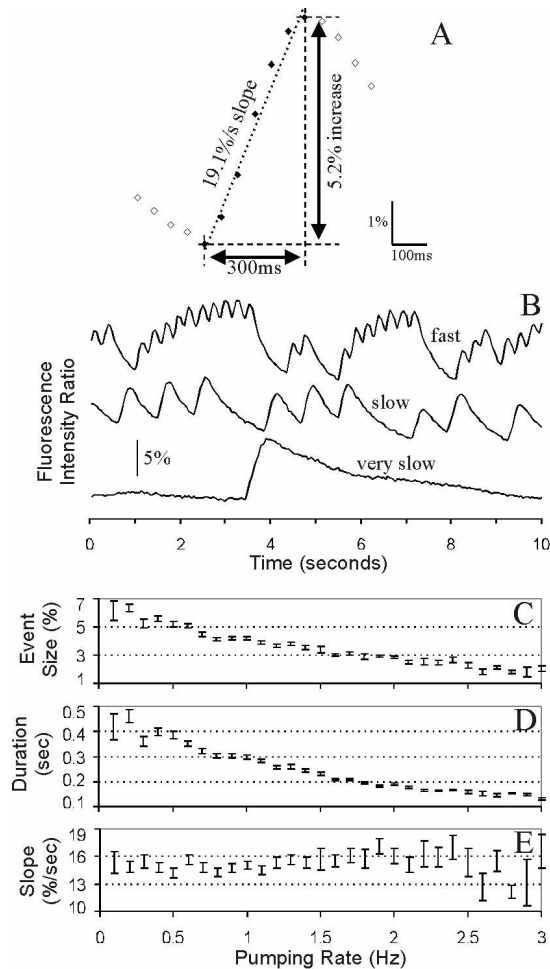 A
19.1%/s slope
5.2% increase
1%
100ms
300ms
B
Fluorescence
Intensity Ratio
fast
slow
5%
very slow
0 2 4 6 8 10
Time (seconds)
C
Event
Size (%)
7
5
3
1
D
Duration
(sec)
0.5
0.4
0.3
0.2
0.1
E
Slope
(%/sec)
19
16
13
10
0 0.5 1 1.5 2 2.5 3
Pumping Rate (Hz)